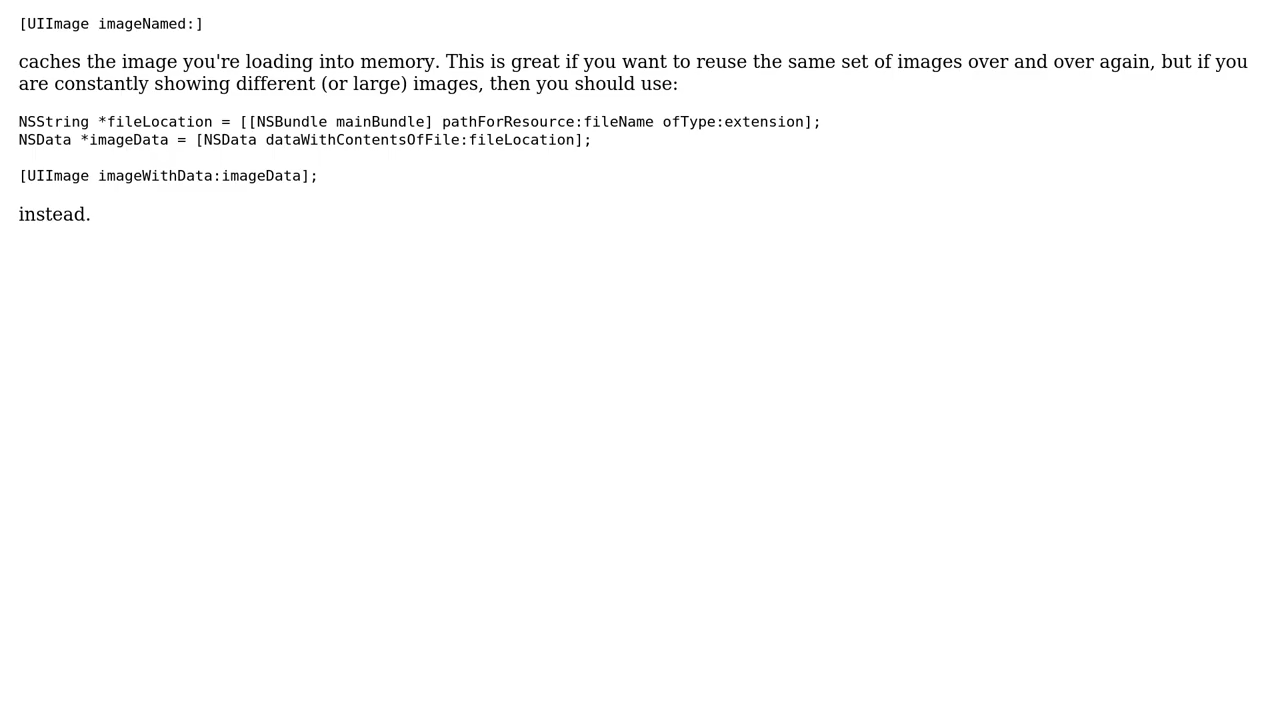 [UIImage imageNamed:]
caches the image you're loading into memory. This is great if you want to reuse the same set of images over and over again, but if you
are constantly showing different (or large) images, then you should use:
NSString *fileLocation = [[NSBundle mainBundle] pathForResource:fileName ofType:extension];
NSData *imageData = [NSData dataWithContentsOfFile:fileLocation];
[UIImage imageWithData:imageData];
instead.